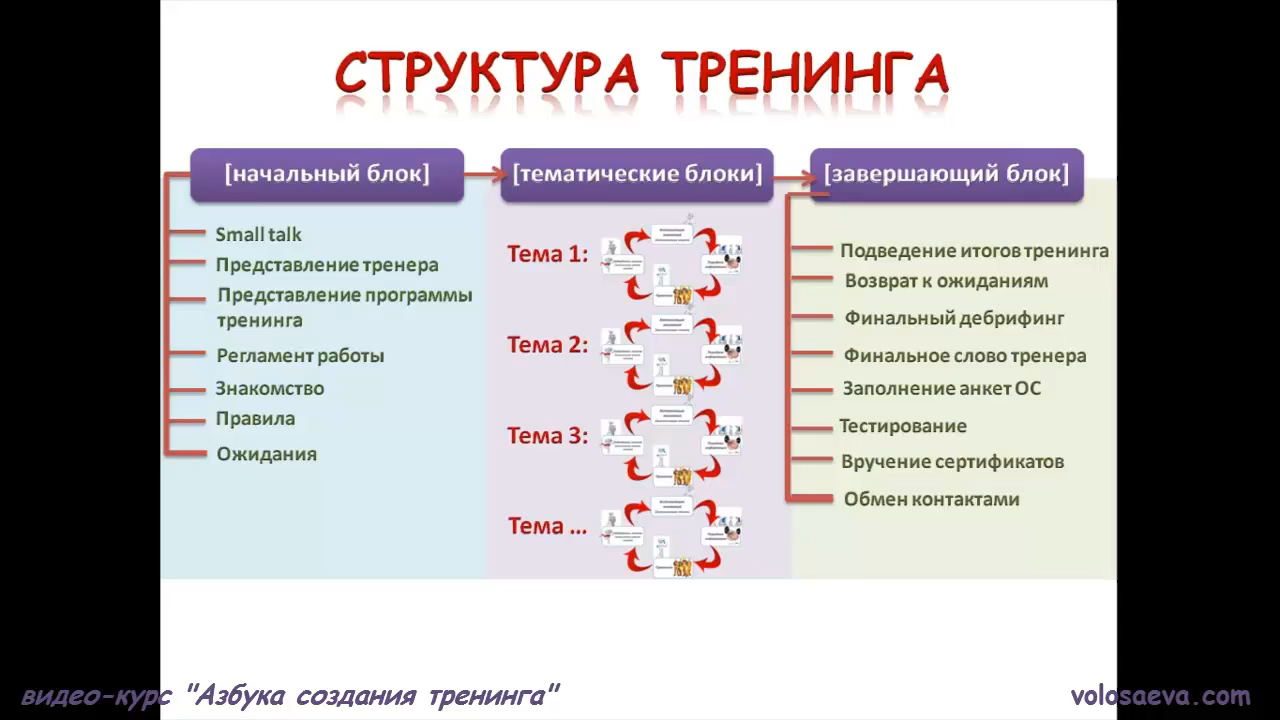 СТРУКТУРА ТРЕНИНГА
[начальный блок]
Small talk
Представление тренера
Представление программы
тренинга
Регламент работы
Знакомство
Правила
Ожидания
[тематические блоки]
Тема 1:
Тема 2:
Тема 3:
Тема ...
[завершающий блок]
Подведение итогов тренинга
Возврат к ожиданиям
Финальный дебрифинг
Финальное слово тренера
Заполнение анкет ОС
Тестирование
Вручение сертификатов
Обмен контактами
видео-курс "Азбука создания тренинга"
volosaeva.com